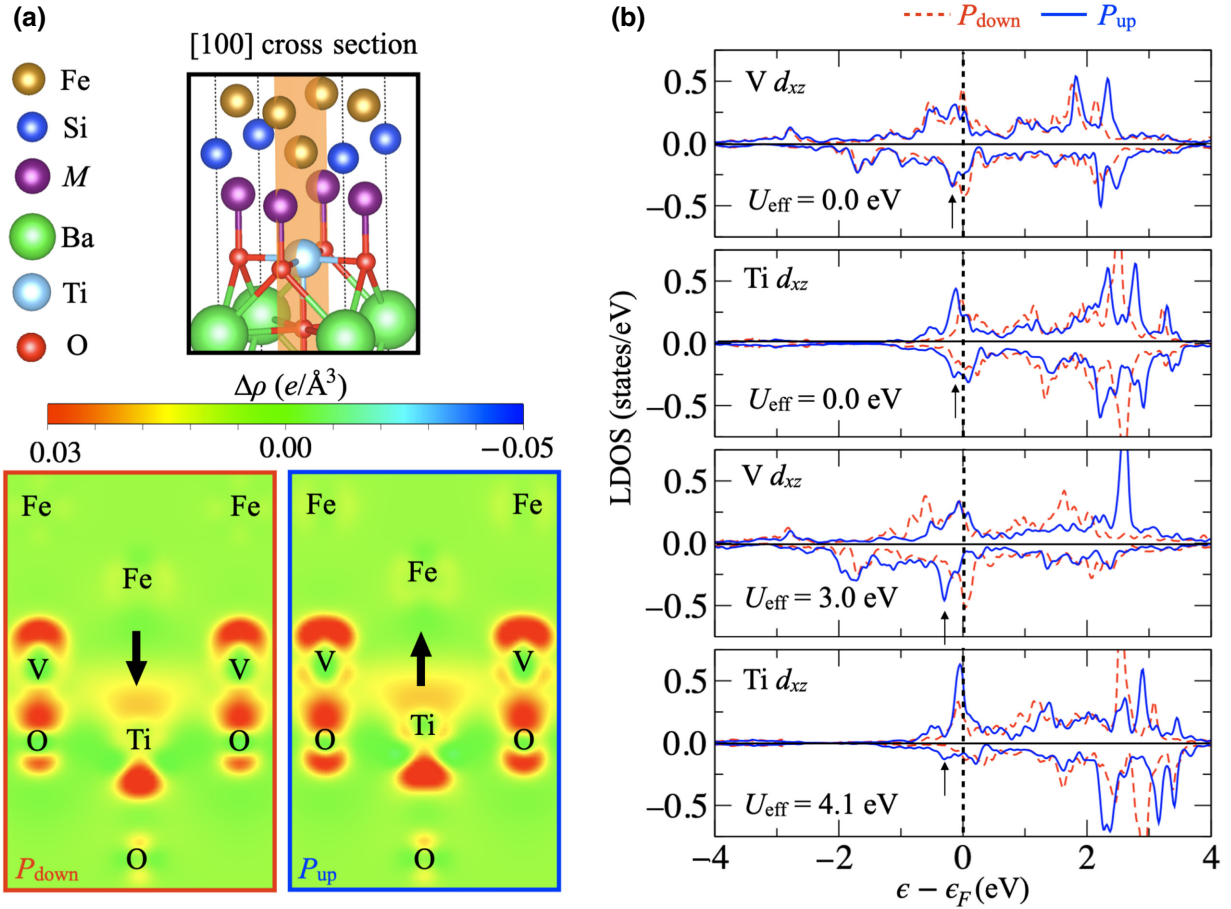 (a)
[100] cross section
Fe
Si
M
Ba
Ti
O
Δρ (e/Å³)
0.03 0.00 −0.05
Fe Fe
Fe
V V
O Ti O
O
P_down
Fe Fe
Fe
V V
O Ti O
O
P_up
(b)
P_down P_up
LDOS (states/eV)
0.5
0.0
−0.5
V d_xz
U_eff = 0.0 eV
0.5
0.0
−0.5
Ti d_xz
U_eff = 0.0 eV
0.5
0.0
−0.5
V d_xz
U_eff = 3.0 eV
0.5
0.0
−0.5
Ti d_xz
U_eff = 4.1 eV
−4 −2 0 2 4
ϵ − ϵ_F (eV)